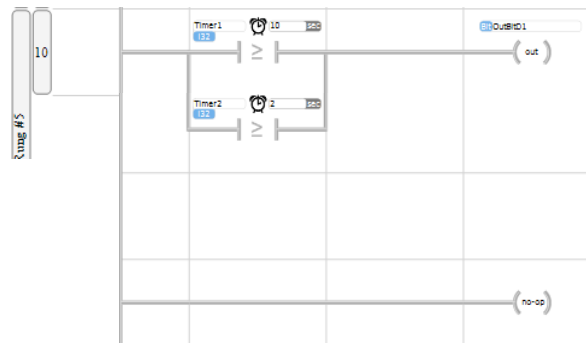 Timer1 10 sec
I32
≥
Bit OutBitD1
out
10
Rung #5
Timer2 2 sec
I32
≥
no-op